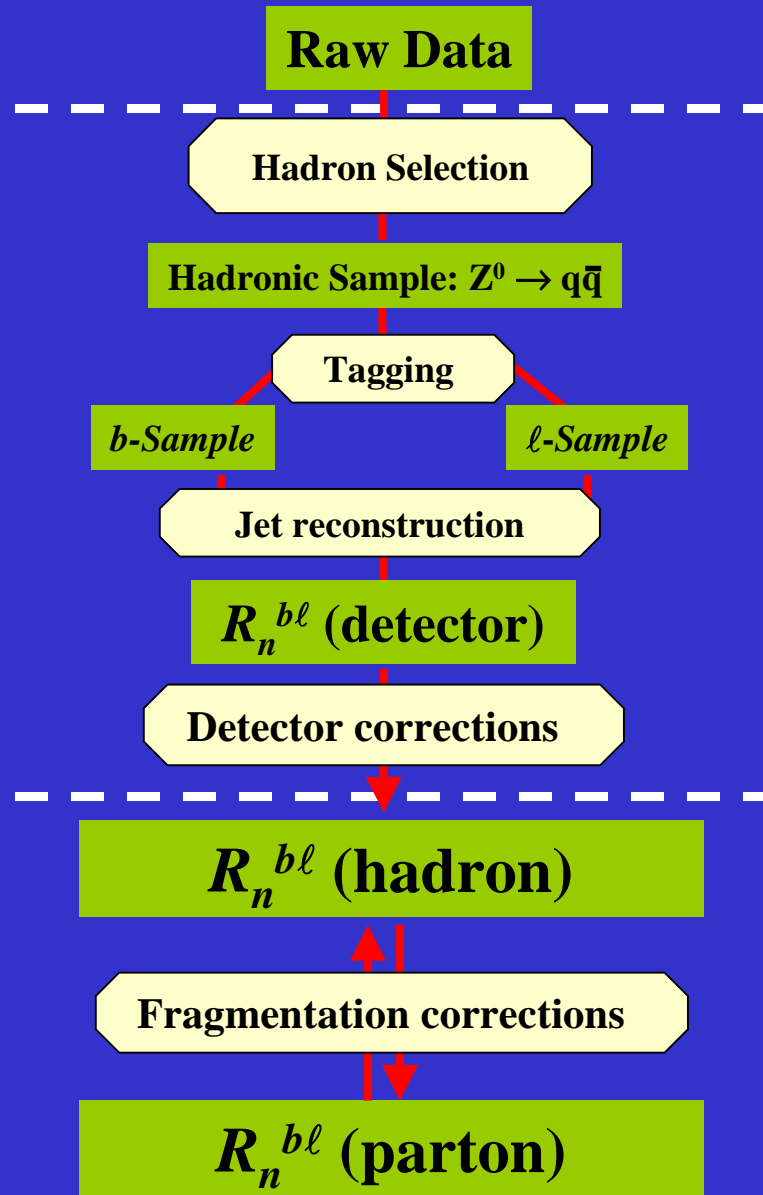 Raw Data
Hadron Selection
Hadronic Sample: Z⁰ → qq̄
Tagging
b-Sample
ℓ-Sample
Jet reconstruction
Rₙᵇℓ (detector)
Detector corrections
Rₙᵇℓ (hadron)
Fragmentation corrections
Rₙᵇℓ (parton)